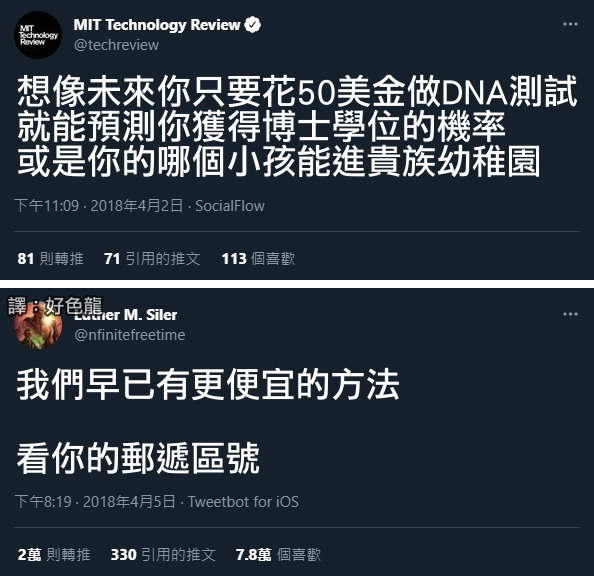 MIT Technology Review
MIT Technology Review
@techreview
想像未來你只要花50美金做DNA測試
就能預測你獲得博士學位的機率
或是你的哪個小孩能進貴族幼稚園
下午11:09 · 2018年4月2日 · SocialFlow
81 則轉推 71 引用的推文 113 個喜歡
譯：好色龍
Luther M. Siler
@nfinitefreetime
我們早已有更便宜的方法
看你的郵遞區號
下午8:19 · 2018年4月5日 · Tweetbot for iOS
2萬 則轉推 330 引用的推文 7.8萬 個喜歡